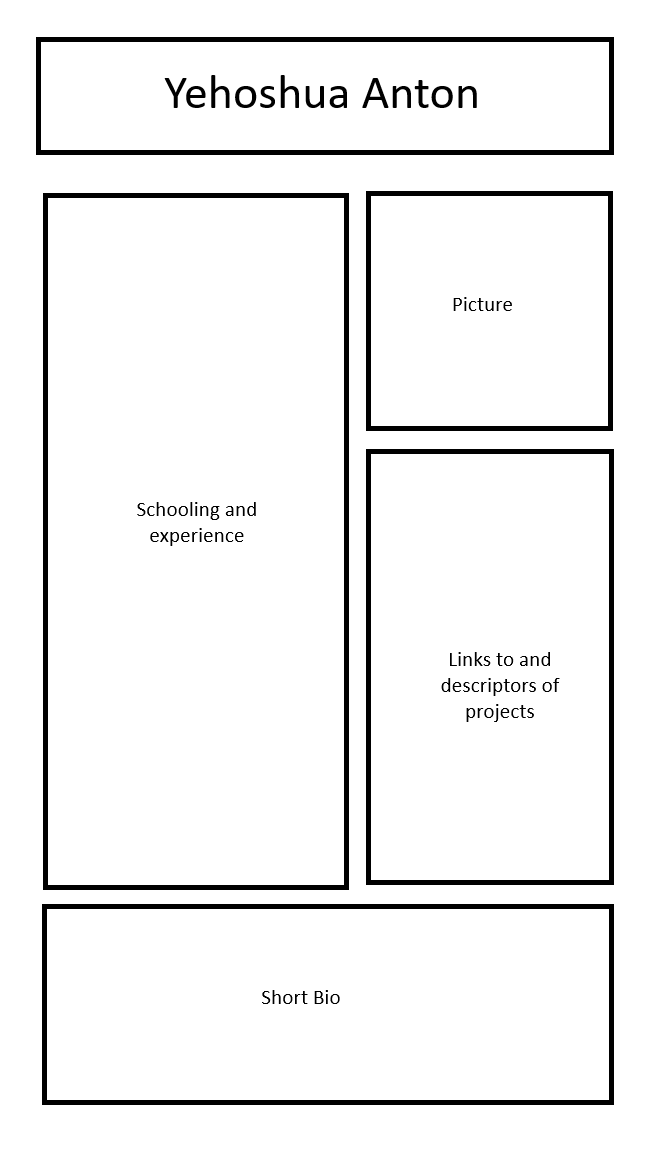 Yehoshua Anton
Picture
Schooling and
experience
Links to and
descriptors of
projects
Short Bio